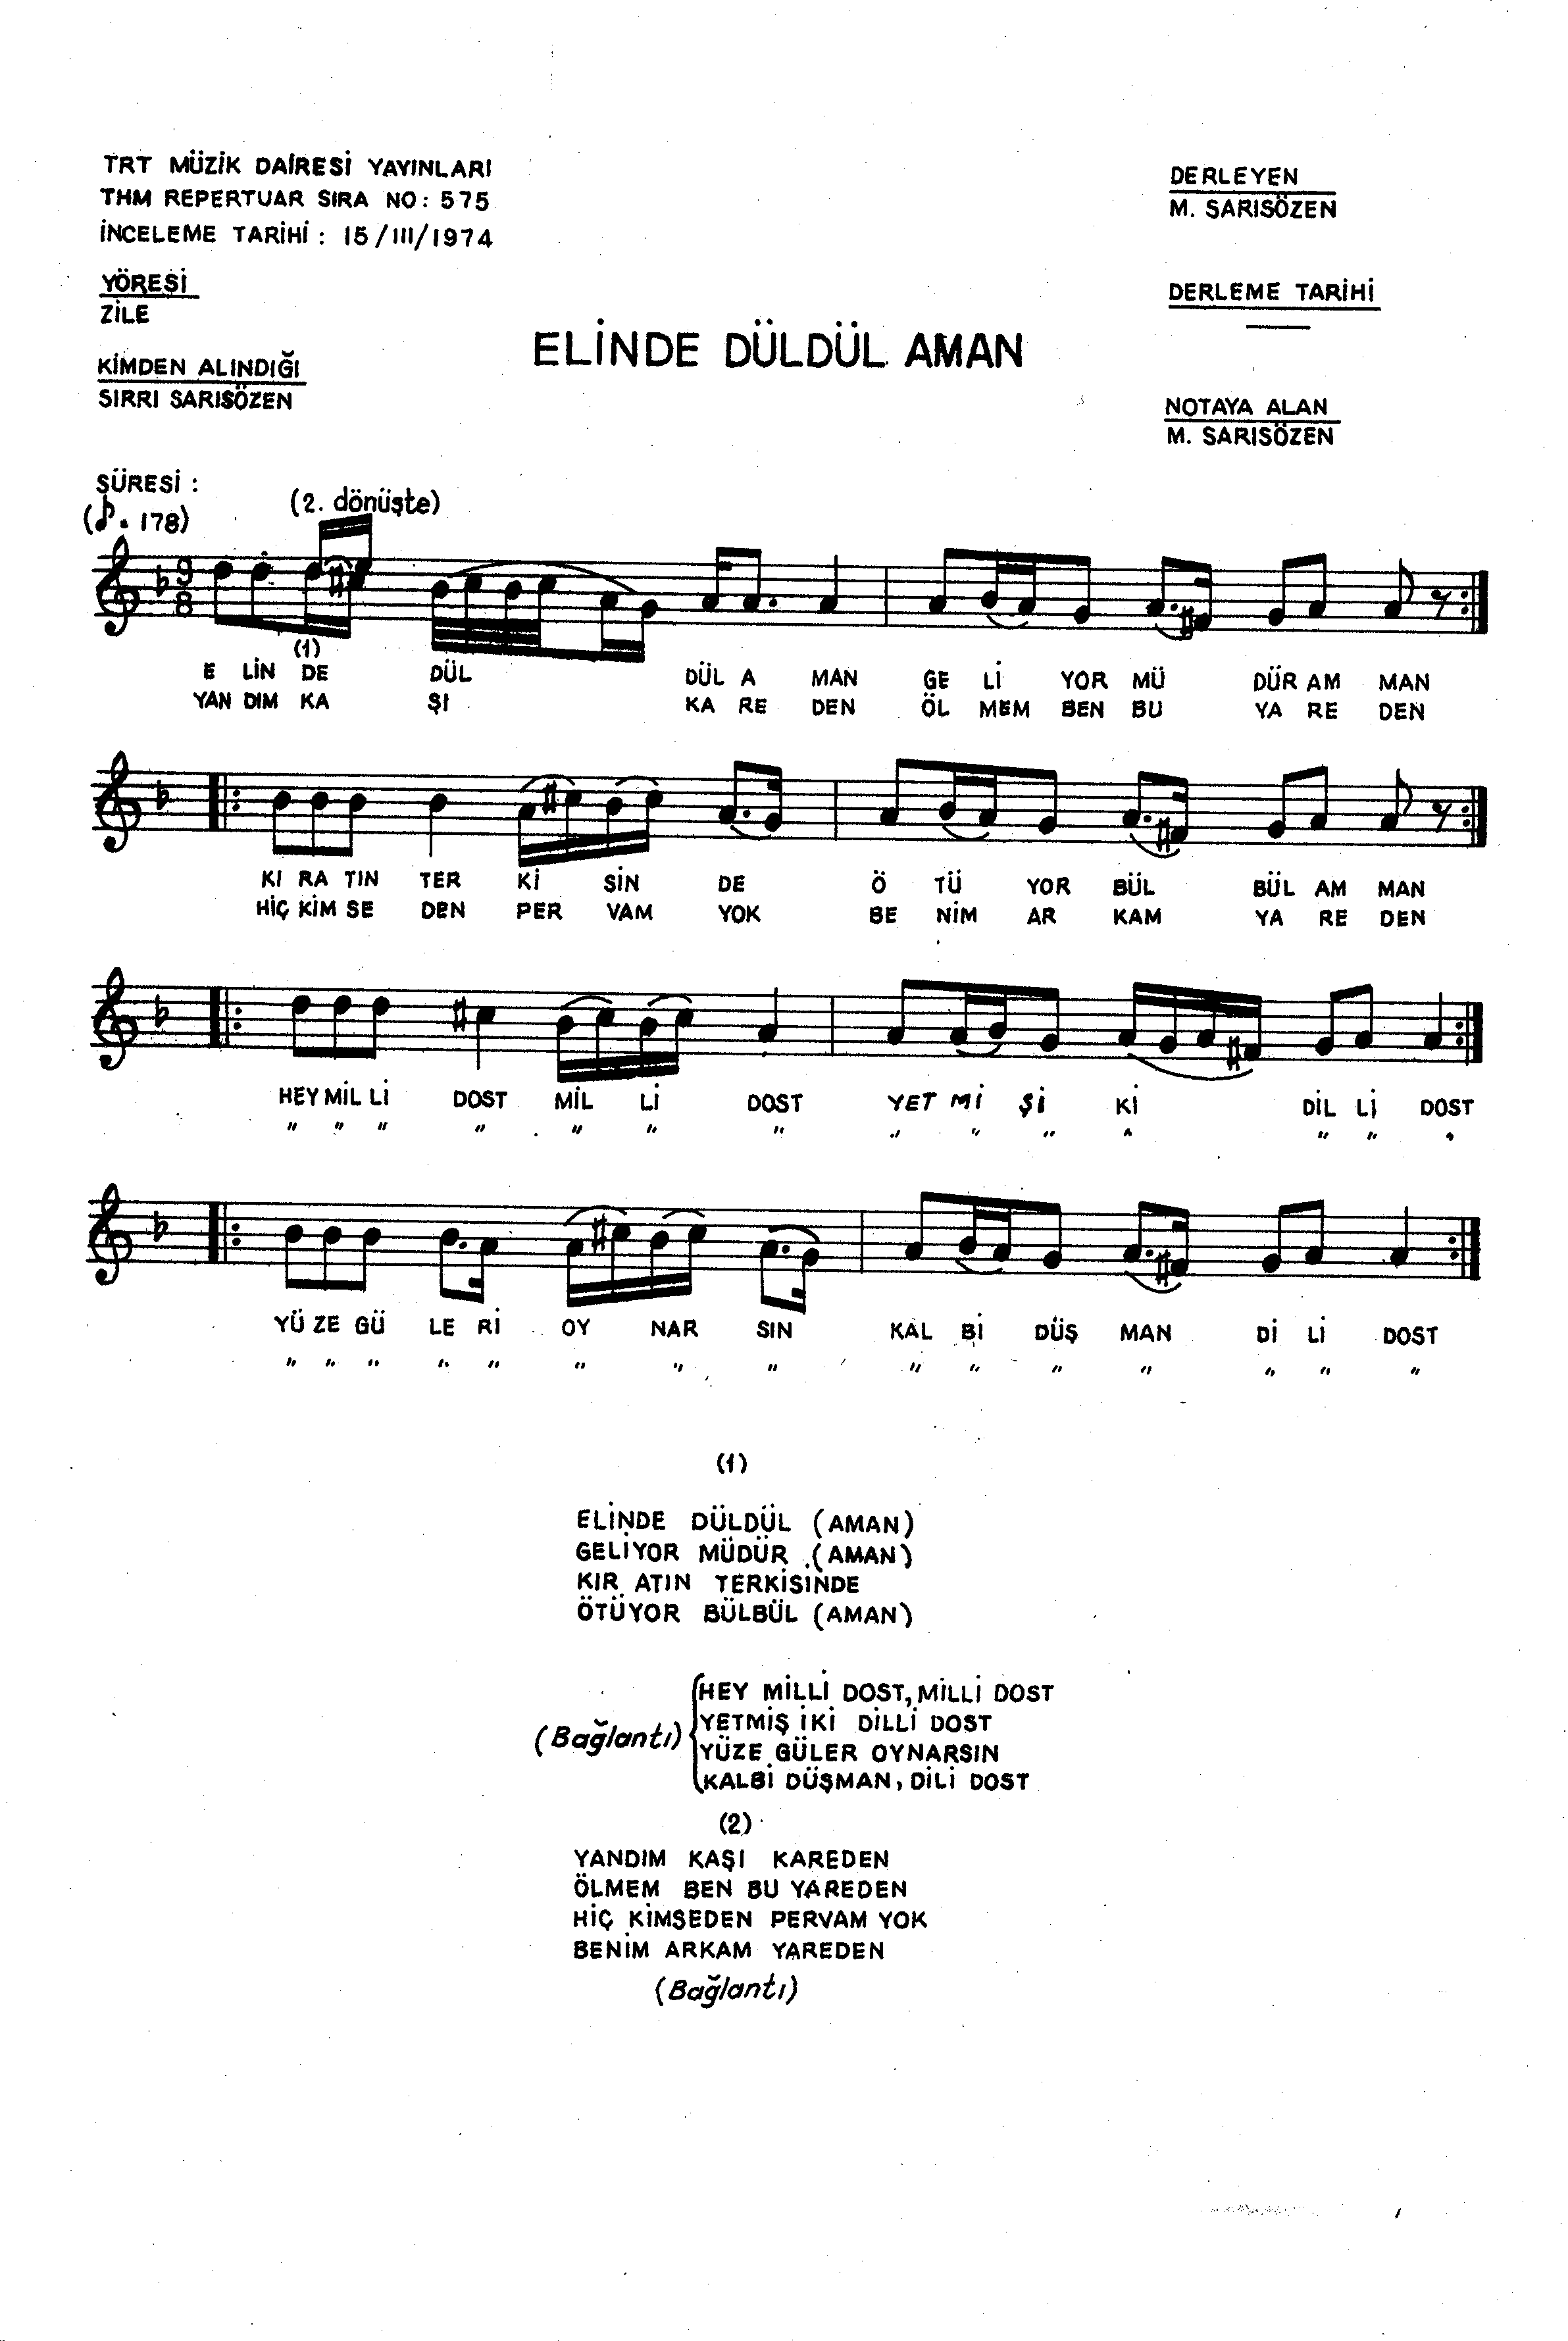 TRT MÜZİK DAİRESİ YAYINLARI
THM REPERTUAR SIRA NO: 575
İNCELEME TARİHİ : 15/III/1974
DERLEYEN
M. SARISÖZEN
YÖRESİ
ZİLE
DERLEME TARİHİ
ELİNDE DÜLDÜL AMAN
KİMDEN ALINDIĞI
SIRRI SARISÖZEN
NOTAYA ALAN
M. SARISÖZEN
SÜRESİ :
(♪. 178)
(2. dönüşte)
9
8
(1)
E LİN DE DÜL DÜL A MAN GE Lİ YOR MÜ DÜR AM MAN
YAN DIM KA ŞI KA RE DEN ÖL MEM BEN BU YA RE DEN
KI RA TIN TER Kİ SİN DE Ö TÜ YOR BÜL BÜL AM MAN
HİÇ KİM SE DEN PER VAM YOK BE NİM AR KAM YA RE DEN
HEY MİL Lİ DOST MİL Lİ DOST YET Mİ Şİ Kİ DİL Lİ DOST
" " " " " " " " " " " " " "
YÜ ZE GÜ LE Rİ OY NAR SIN KAL Bİ DÜŞ MAN Dİ Lİ DOST
" " " " " " " " " " " " " " "
(1)
ELİNDE DÜLDÜL (AMAN)
GELİYOR MÜDÜR (AMAN)
KIR ATIN TERKİSİNDE
ÖTÜYOR BÜLBÜL (AMAN)
HEY MİLLİ DOST, MİLLİ DOST
(Bağlantı) YETMİŞ İKİ DİLLİ DOST
YÜZE GÜLER OYNARSIN
KALBİ DÜŞMAN, DİLİ DOST
(2)
YANDIM KAŞI KAREDEN
ÖLMEM BEN BU YAREDEN
HİÇ KİMSEDEN PERVAM YOK
BENİM ARKAM YAREDEN
(Bağlantı)